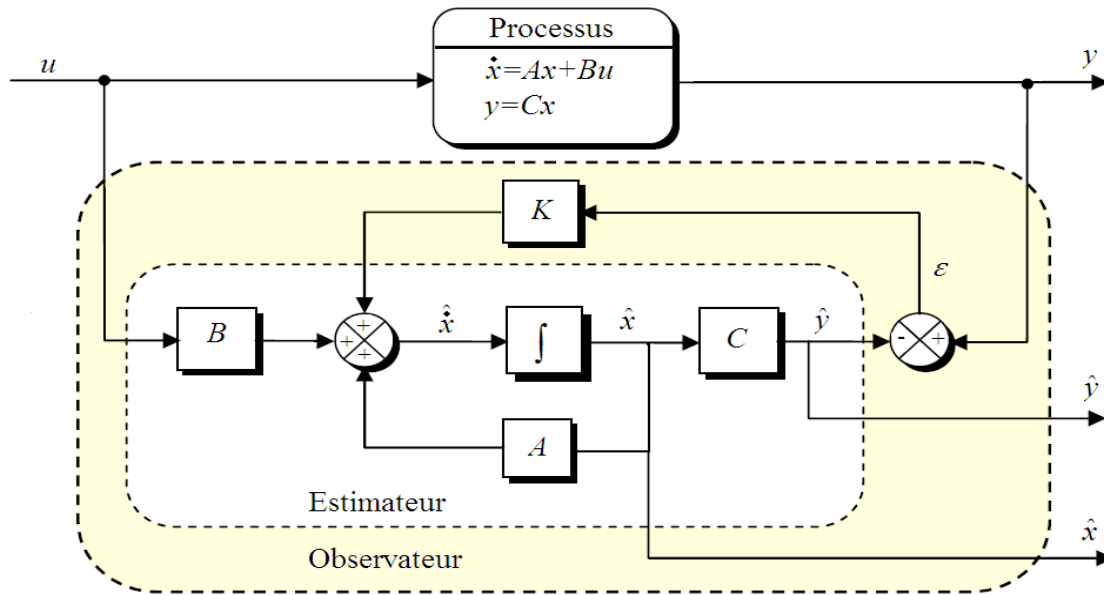 Processus
ẋ=Ax+Bu
y=Cx
u
y
K
ε
B
+
+
+
x̂̇
∫
x̂
C
ŷ
-
+
ŷ
A
Estimateur
x̂
Observateur